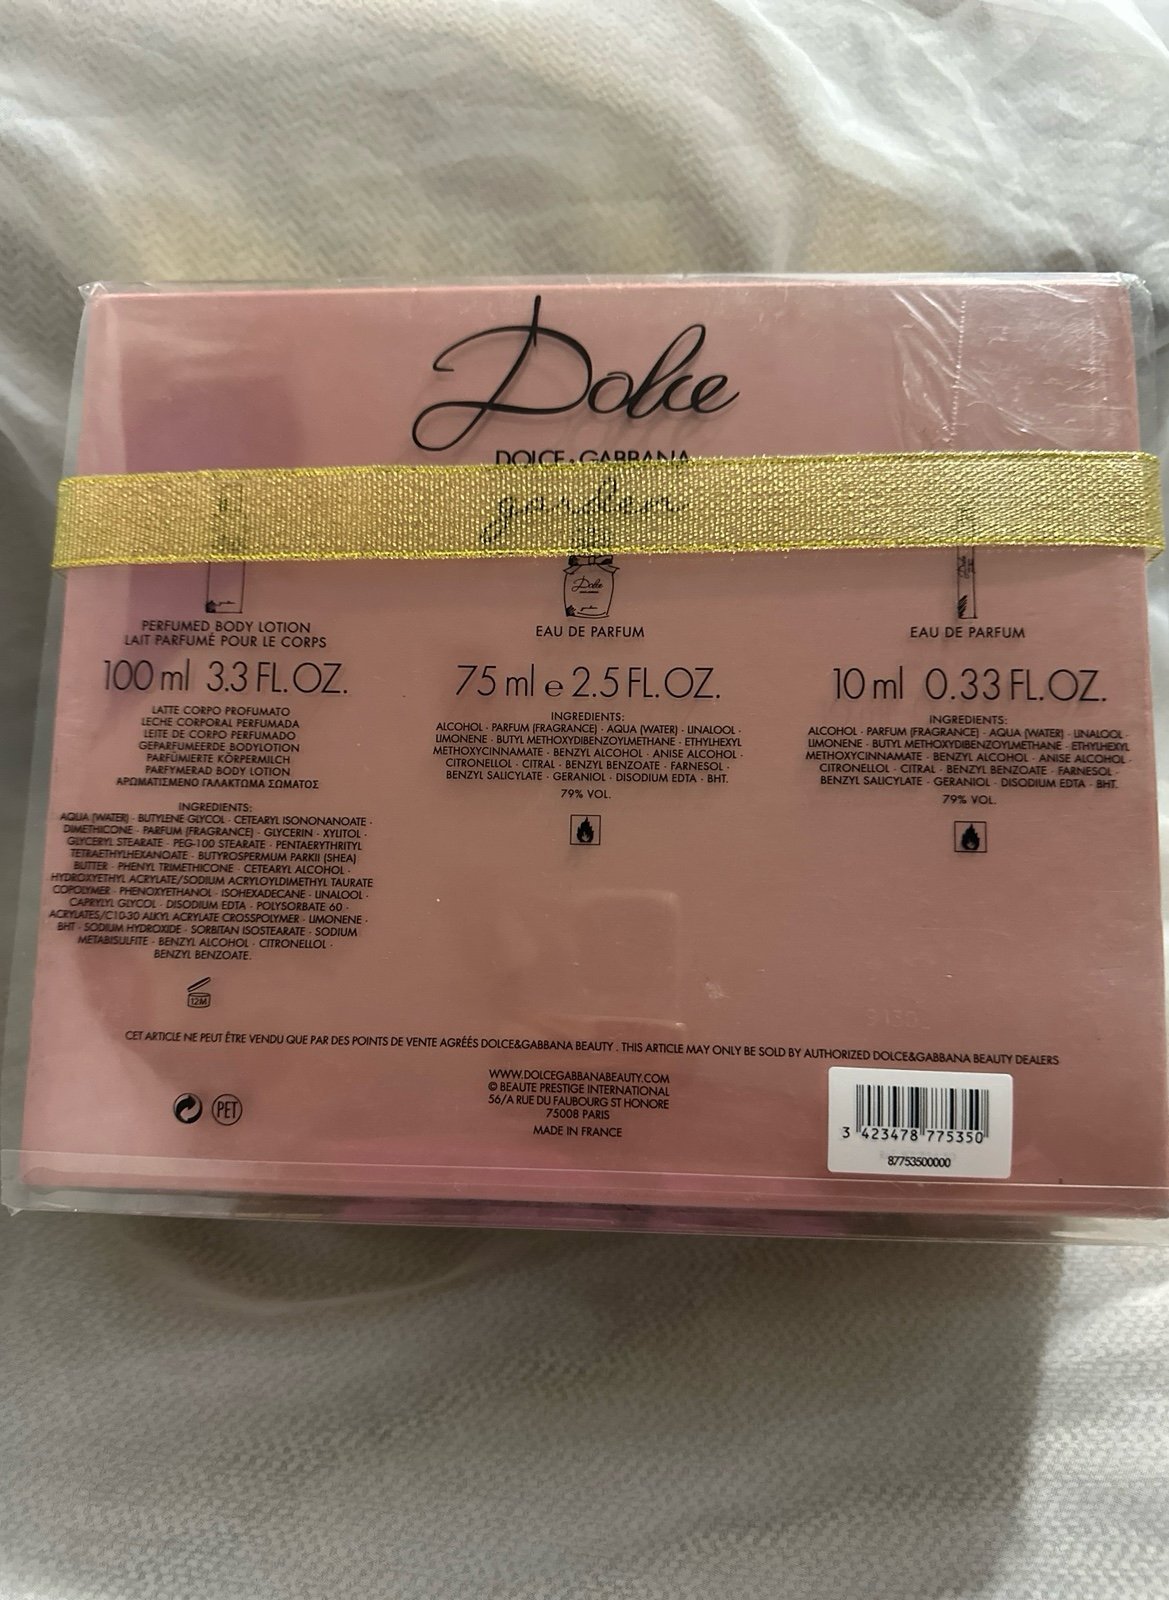 Dolce
DOLCE & GABBANA
garden
Dolce
PERFUMED BODY LOTION
LAIT PARFUMÉ POUR LE CORPS
100 ml 3.3 FL. OZ.
LATTE CORPO PROFUMATO
LECHE CORPORAL PERFUMADA
LEITE DE CORPO PERFUMADO
GEPARFUMEERDE BODYLOTION
PARFÜMIERTE KÖRPERMILCH
PARFYMERAD BODY LOTION
ΑΡΩΜΑΤΙΣΜΕΝΟ ΓΑΛΑΚΤΩΜΑ ΣΩΜΑΤΟΣ
INGREDIENTS:
AQUA (WATER) · BUTYLENE GLYCOL · CETEARYL ISONONANOATE ·
DIMETHICONE · PARFUM (FRAGRANCE) · GLYCERIN · XYLITOL ·
GLYCERYL STEARATE · PEG-100 STEARATE · PENTAERYTHRITYL
TETRAETHYLHEXANOATE · BUTYROSPERMUM PARKII (SHEA)
BUTTER · PHENYL TRIMETHICONE · CETEARYL ALCOHOL ·
HYDROXYETHYL ACRYLATE/SODIUM ACRYLOYLDIMETHYL TAURATE
COPOLYMER · PHENOXYETHANOL · ISOHEXADECANE · LINALOOL ·
CAPRYLYL GLYCOL · DISODIUM EDTA · POLYSORBATE 60 ·
ACRYLATES/C10-30 ALKYL ACRYLATE CROSSPOLYMER · LIMONENE ·
BHT · SODIUM HYDROXIDE · SORBITAN ISOSTEARATE · SODIUM
METABISULFITE · BENZYL ALCOHOL · CITRONELLOL ·
BENZYL BENZOATE.
12M
EAU DE PARFUM
75 ml e 2.5 FL. OZ.
INGREDIENTS:
ALCOHOL · PARFUM (FRAGRANCE) · AQUA (WATER) · LINALOOL ·
LIMONENE · BUTYL METHOXYDIBENZOYLMETHANE · ETHYLHEXYL
METHOXYCINNAMATE · BENZYL ALCOHOL · ANISE ALCOHOL ·
CITRONELLOL · CITRAL · BENZYL BENZOATE · FARNESOL ·
BENZYL SALICYLATE · GERANIOL · DISODIUM EDTA · BHT.
79% VOL.
EAU DE PARFUM
10 ml 0.33 FL. OZ.
INGREDIENTS:
ALCOHOL · PARFUM (FRAGRANCE) · AQUA (WATER) · LINALOOL ·
LIMONENE · BUTYL METHOXYDIBENZOYLMETHANE · ETHYLHEXYL
METHOXYCINNAMATE · BENZYL ALCOHOL · ANISE ALCOHOL ·
CITRONELLOL · CITRAL · BENZYL BENZOATE · FARNESOL ·
BENZYL SALICYLATE · GERANIOL · DISODIUM EDTA · BHT.
79% VOL.
CET ARTICLE NE PEUT ÊTRE VENDU QUE PAR DES POINTS DE VENTE AGRÉÉS DOLCE&GABBANA BEAUTY . THIS ARTICLE MAY ONLY BE SOLD BY AUTHORIZED DOLCE&GABBANA BEAUTY DEALERS
PET
WWW.DOLCEGABBANABEAUTY.COM
© BEAUTE PRESTIGE INTERNATIONAL
56/A RUE DU FAUBOURG ST HONORE
75008 PARIS
MADE IN FRANCE
3 423478 775350
87753500000